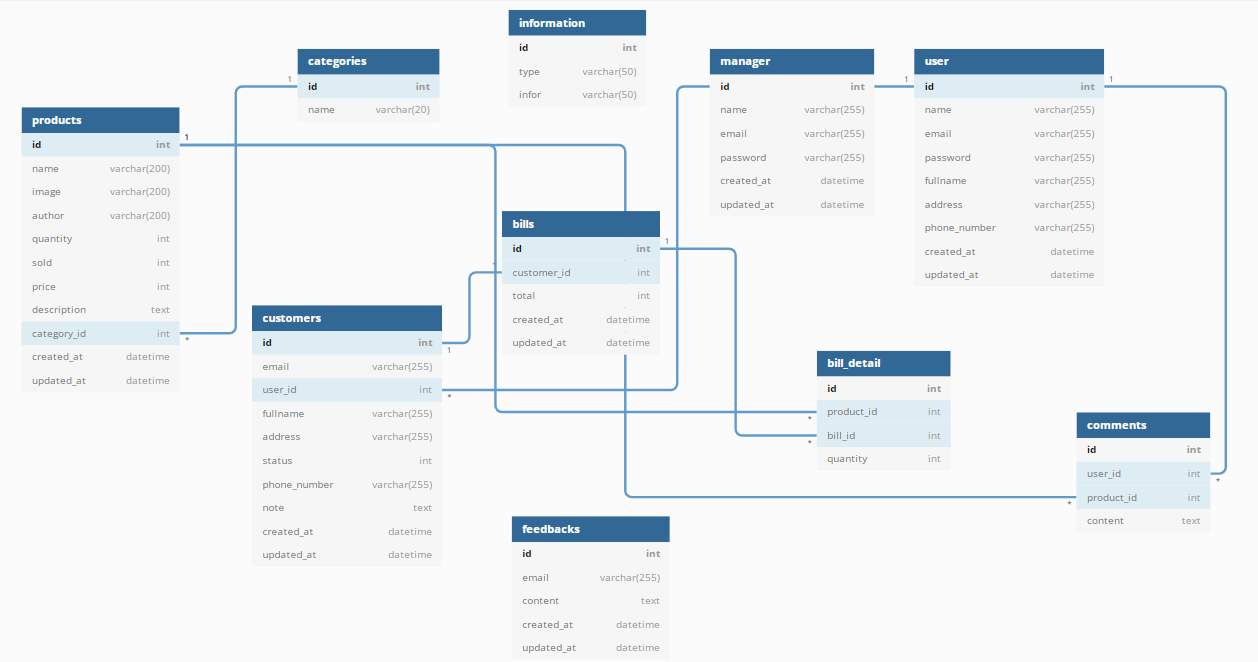 information
id int
type varchar(50)
infor varchar(50)
categories
1
id int
name varchar(20)
manager
id int
name varchar(255)
email varchar(255)
password varchar(255)
created_at datetime
updated_at datetime
user
1
id int
1
name varchar(255)
email varchar(255)
password varchar(255)
fullname varchar(255)
address varchar(255)
phone_number varchar(255)
created_at datetime
updated_at datetime
products
id int
1
name varchar(200)
image varchar(200)
author varchar(200)
quantity int
sold int
price int
description text
category_id int
*
created_at datetime
updated_at datetime
bills
id int
1
customer_id int
total int
created_at datetime
updated_at datetime
customers
id int
1
email varchar(255)
user_id int
*
fullname varchar(255)
address varchar(255)
status int
phone_number varchar(255)
note text
created_at datetime
updated_at datetime
bill_detail
id int
product_id int
*
bill_id int
*
quantity int
comments
id int
user_id int
*
product_id int
*
content text
feedbacks
id int
email varchar(255)
content text
created_at datetime
updated_at datetime